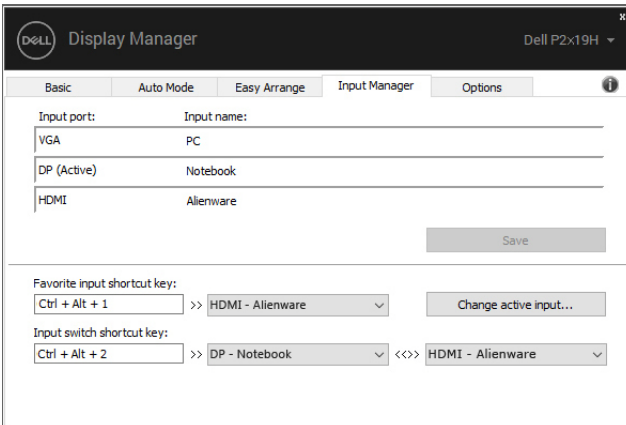 x
DELL Display Manager Dell P2x19H
Basic Auto Mode Easy Arrange Input Manager Options i
Input port: Input name:
VGA PC
DP (Active) Notebook
HDMI Alienware
Save
Favorite input shortcut key:
Ctrl + Alt + 1 >> HDMI - Alienware Change active input...
Input switch shortcut key:
Ctrl + Alt + 2 >> DP - Notebook <<>> HDMI - Alienware